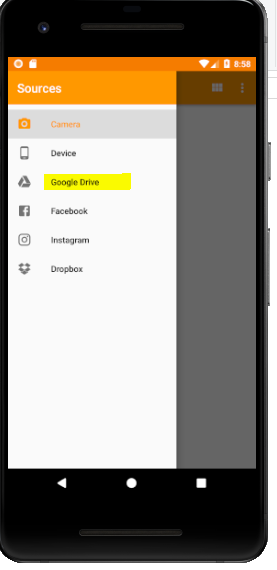 8:58
Sources
Camera
Device
Google Drive
Facebook
Instagram
Dropbox